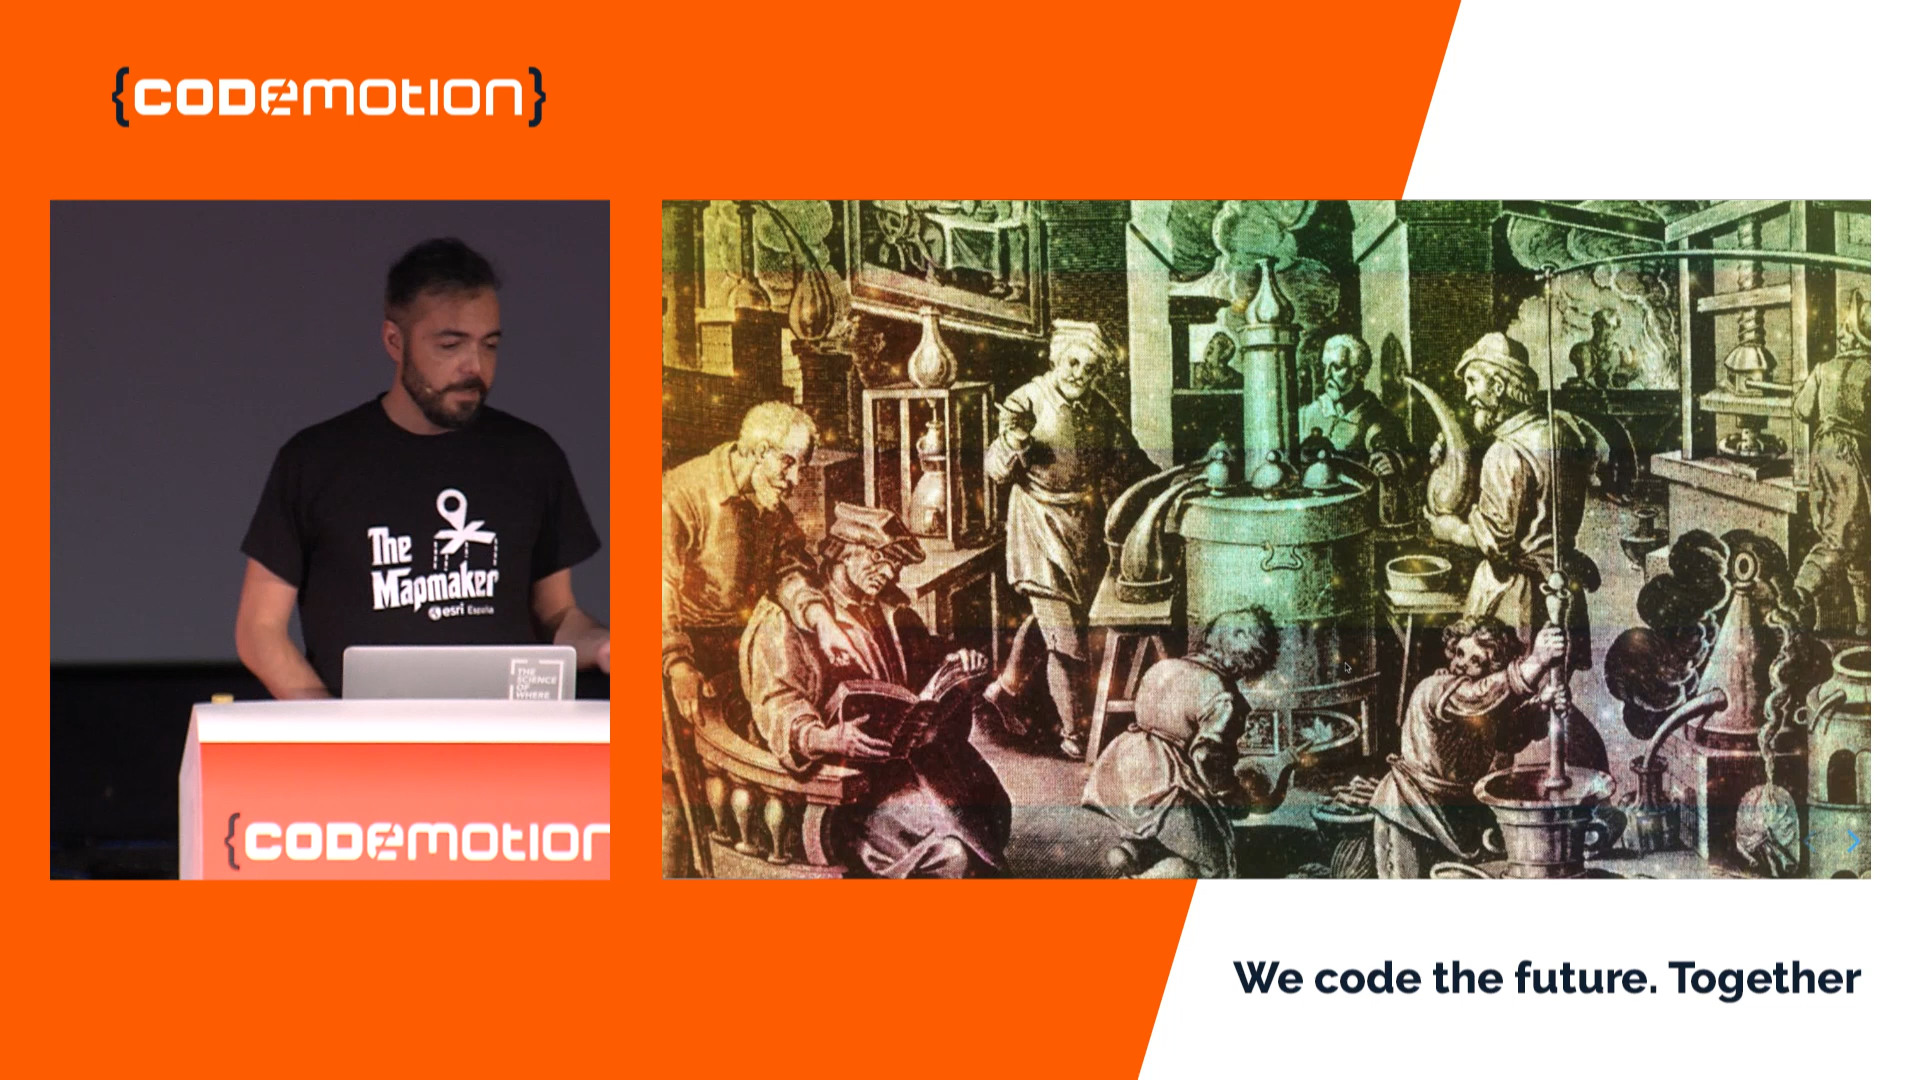 {CODEMOTION}
The
Mapmaker
esri España
THE
SCIENCE
OF
WHERE
{CODEMOTION
We code the future. Together